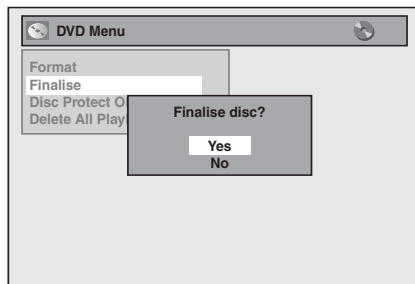 DVD Menu
Format
Finalise
Disc Protect O
Delete All Play
Finalise disc?
Yes
No